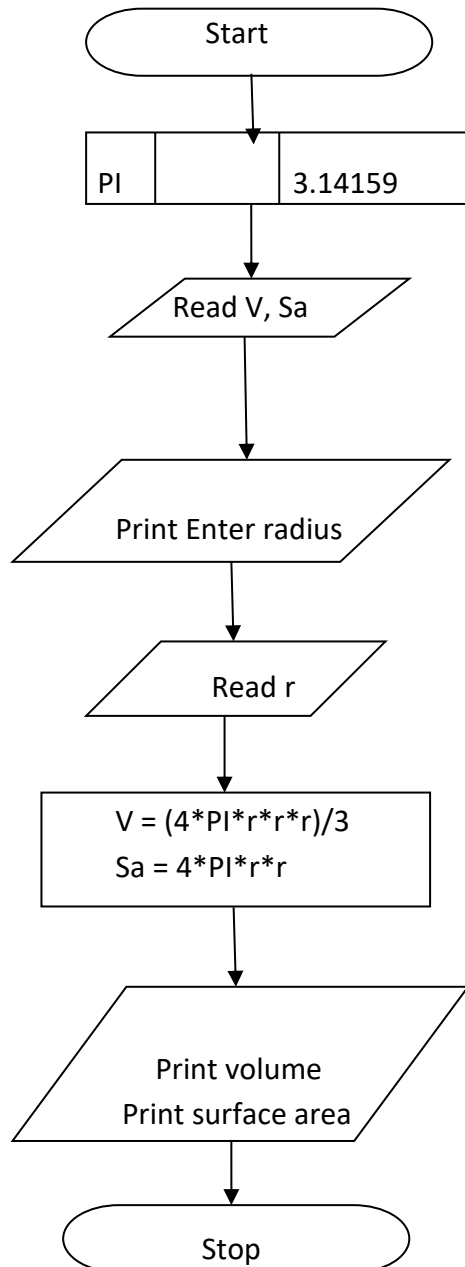 Start
PI 3.14159
Read V, Sa
Print Enter radius
Read r
V = (4*PI*r*r*r)/3
Sa = 4*PI*r*r
Print volume
Print surface area
Stop